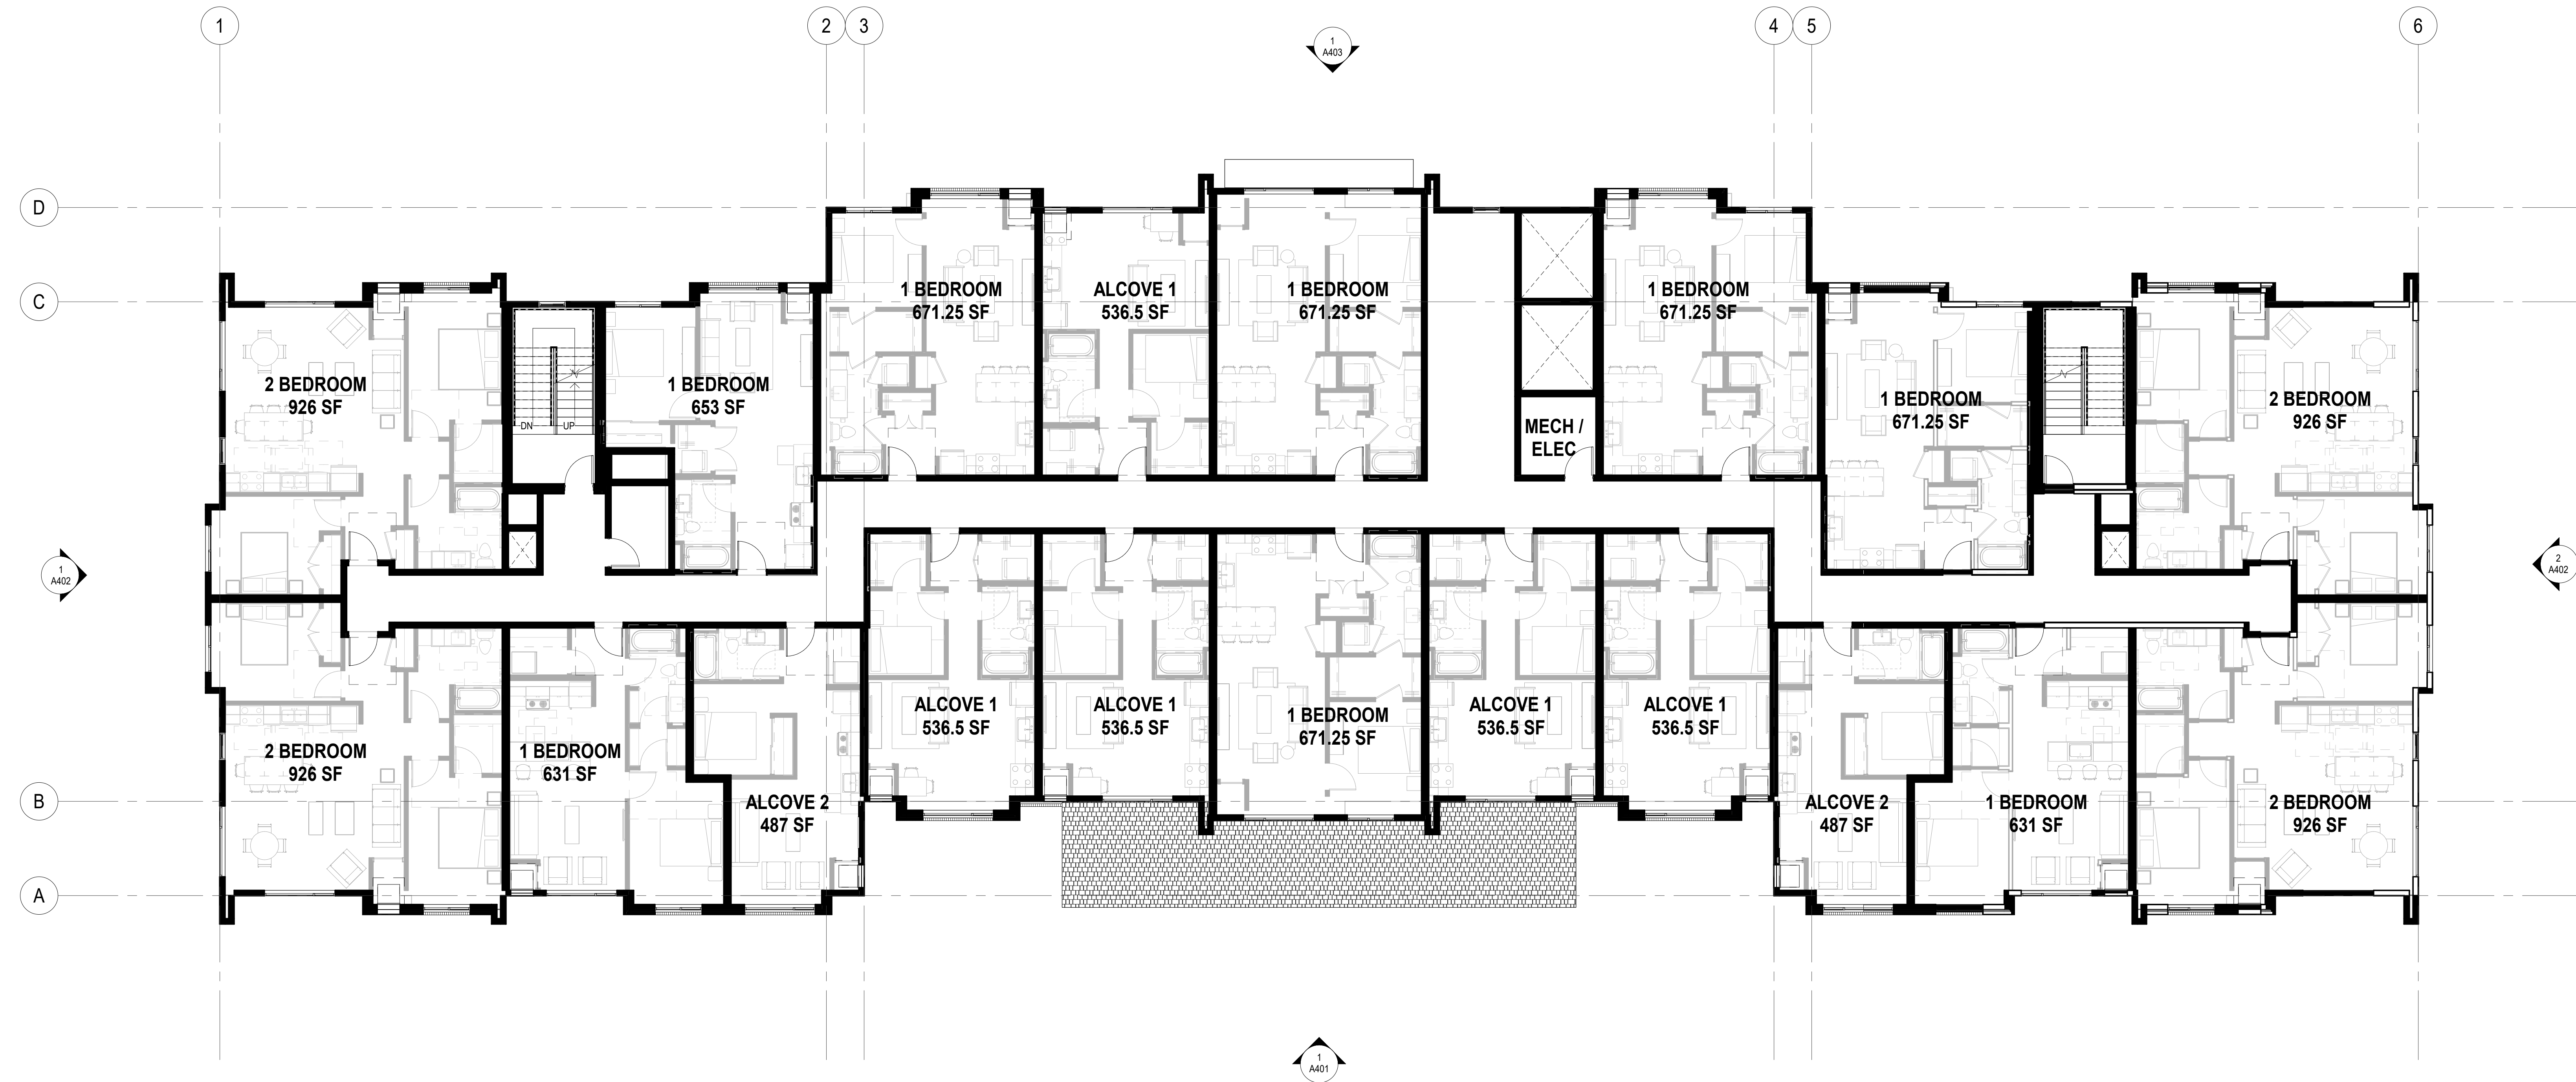 1
2
3
4
5
6
1
A403
D
1 BEDROOM
671.25 SF
ALCOVE 1
536.5 SF
1 BEDROOM
671.25 SF
1 BEDROOM
671.25 SF
C
2 BEDROOM
926 SF
1 BEDROOM
653 SF
1 BEDROOM
671.25 SF
2 BEDROOM
926 SF
DN
UP
MECH /
ELEC
1
A402
2
A402
ALCOVE 1
536.5 SF
ALCOVE 1
536.5 SF
1 BEDROOM
671.25 SF
ALCOVE 1
536.5 SF
ALCOVE 1
536.5 SF
2 BEDROOM
926 SF
1 BEDROOM
631 SF
ALCOVE 2
487 SF
ALCOVE 2
487 SF
1 BEDROOM
631 SF
2 BEDROOM
926 SF
B
A
1
A401